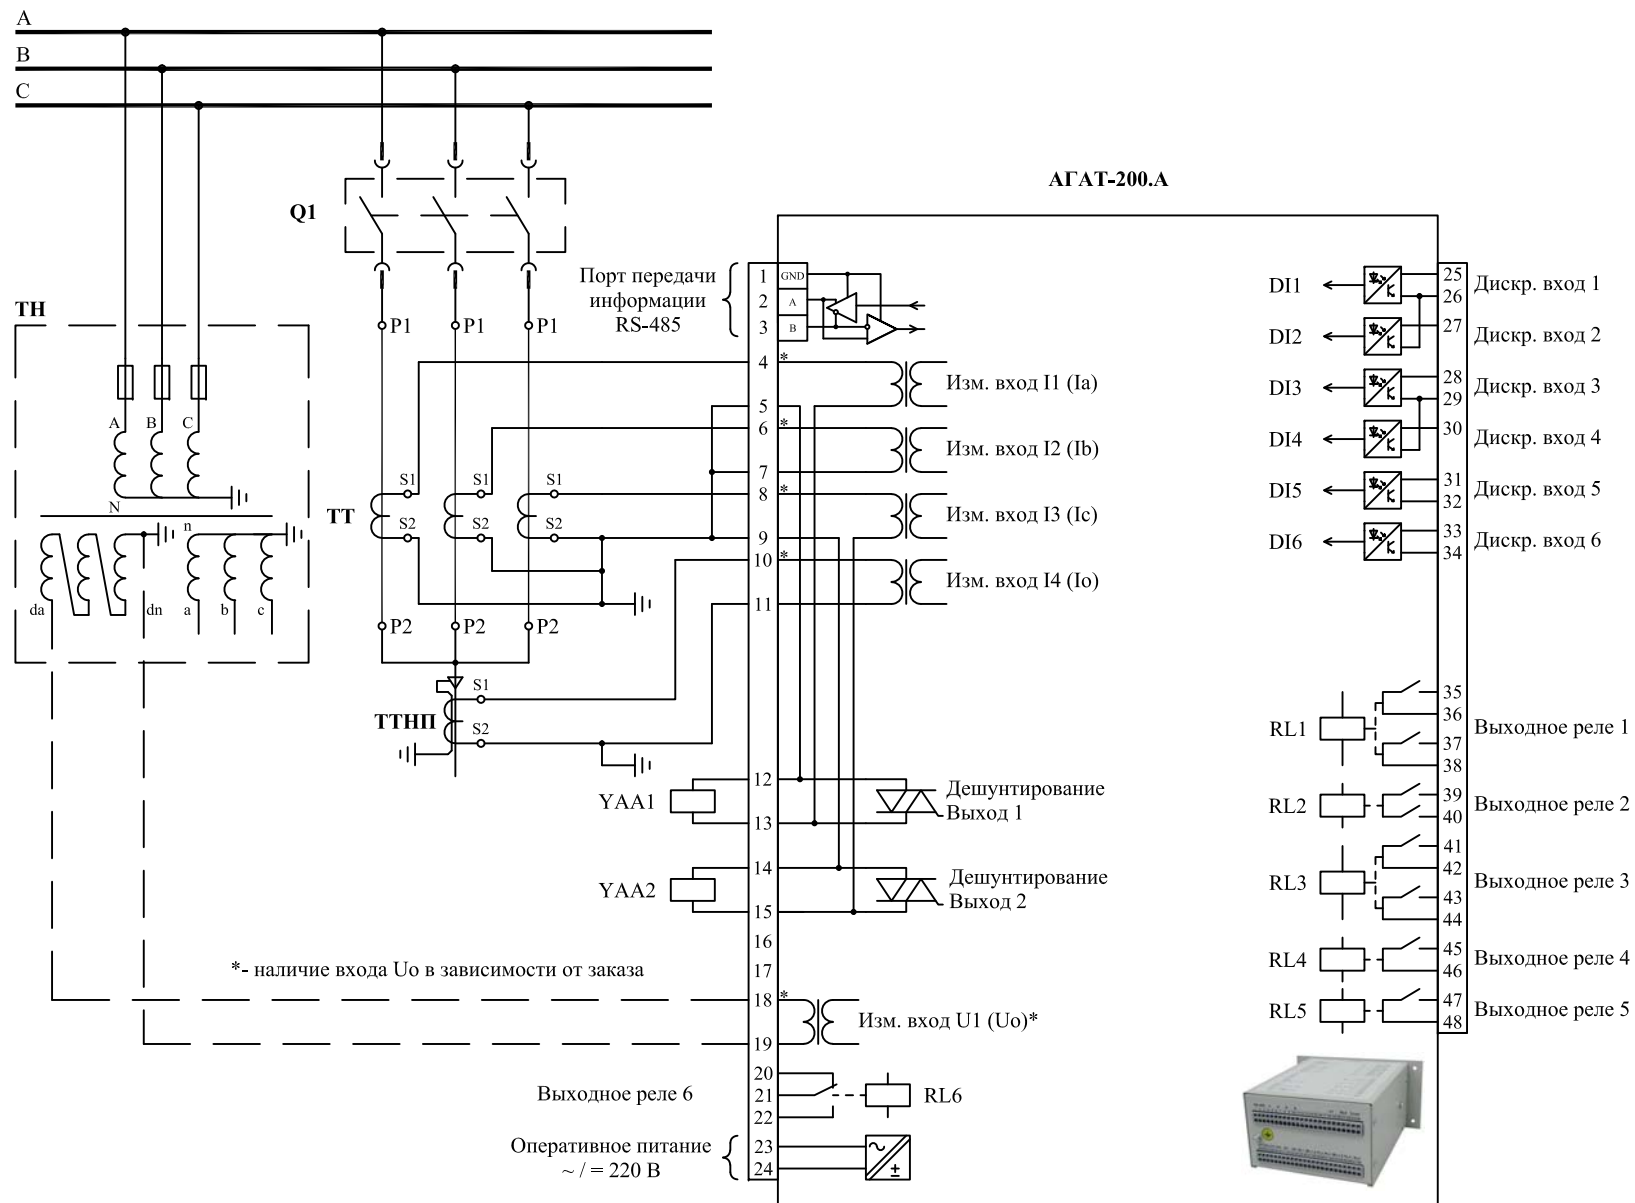 A
B
C
Q1
АГАТ-200.А
ТН
Порт передачи
информации
RS-485
P1
P1
P1
1
2
3
GND
A
B
4
*
Изм. вход I1 (Ia)
5
6
*
Изм. вход I2 (Ib)
7
8
*
Изм. вход I3 (Ic)
9
10
*
Изм. вход I4 (Io)
11
A
B
C
N
n
da
dn
a
b
c
ТТ
S1
S1
S1
S2
S2
S2
P2
P2
P2
ТТНП
S1
S2
YAA1
12
13
Дешунтирование
Выход 1
YAA2
14
15
Дешунтирование
Выход 2
16
17
*- наличие входа Uo в зависимости от заказа
18
*
Изм. вход U1 (Uo)*
19
Выходное реле 6
20
21
22
RL6
Оперативное питание
~ / = 220 В
23
24
~
±
DI1
25
26
Дискр. вход 1
DI2
27
Дискр. вход 2
DI3
28
29
Дискр. вход 3
DI4
30
Дискр. вход 4
DI5
31
32
Дискр. вход 5
DI6
33
34
Дискр. вход 6
RL1
35
36
37
38
Выходное реле 1
RL2
39
40
Выходное реле 2
RL3
41
42
43
44
Выходное реле 3
RL4
45
46
Выходное реле 4
RL5
47
48
Выходное реле 5